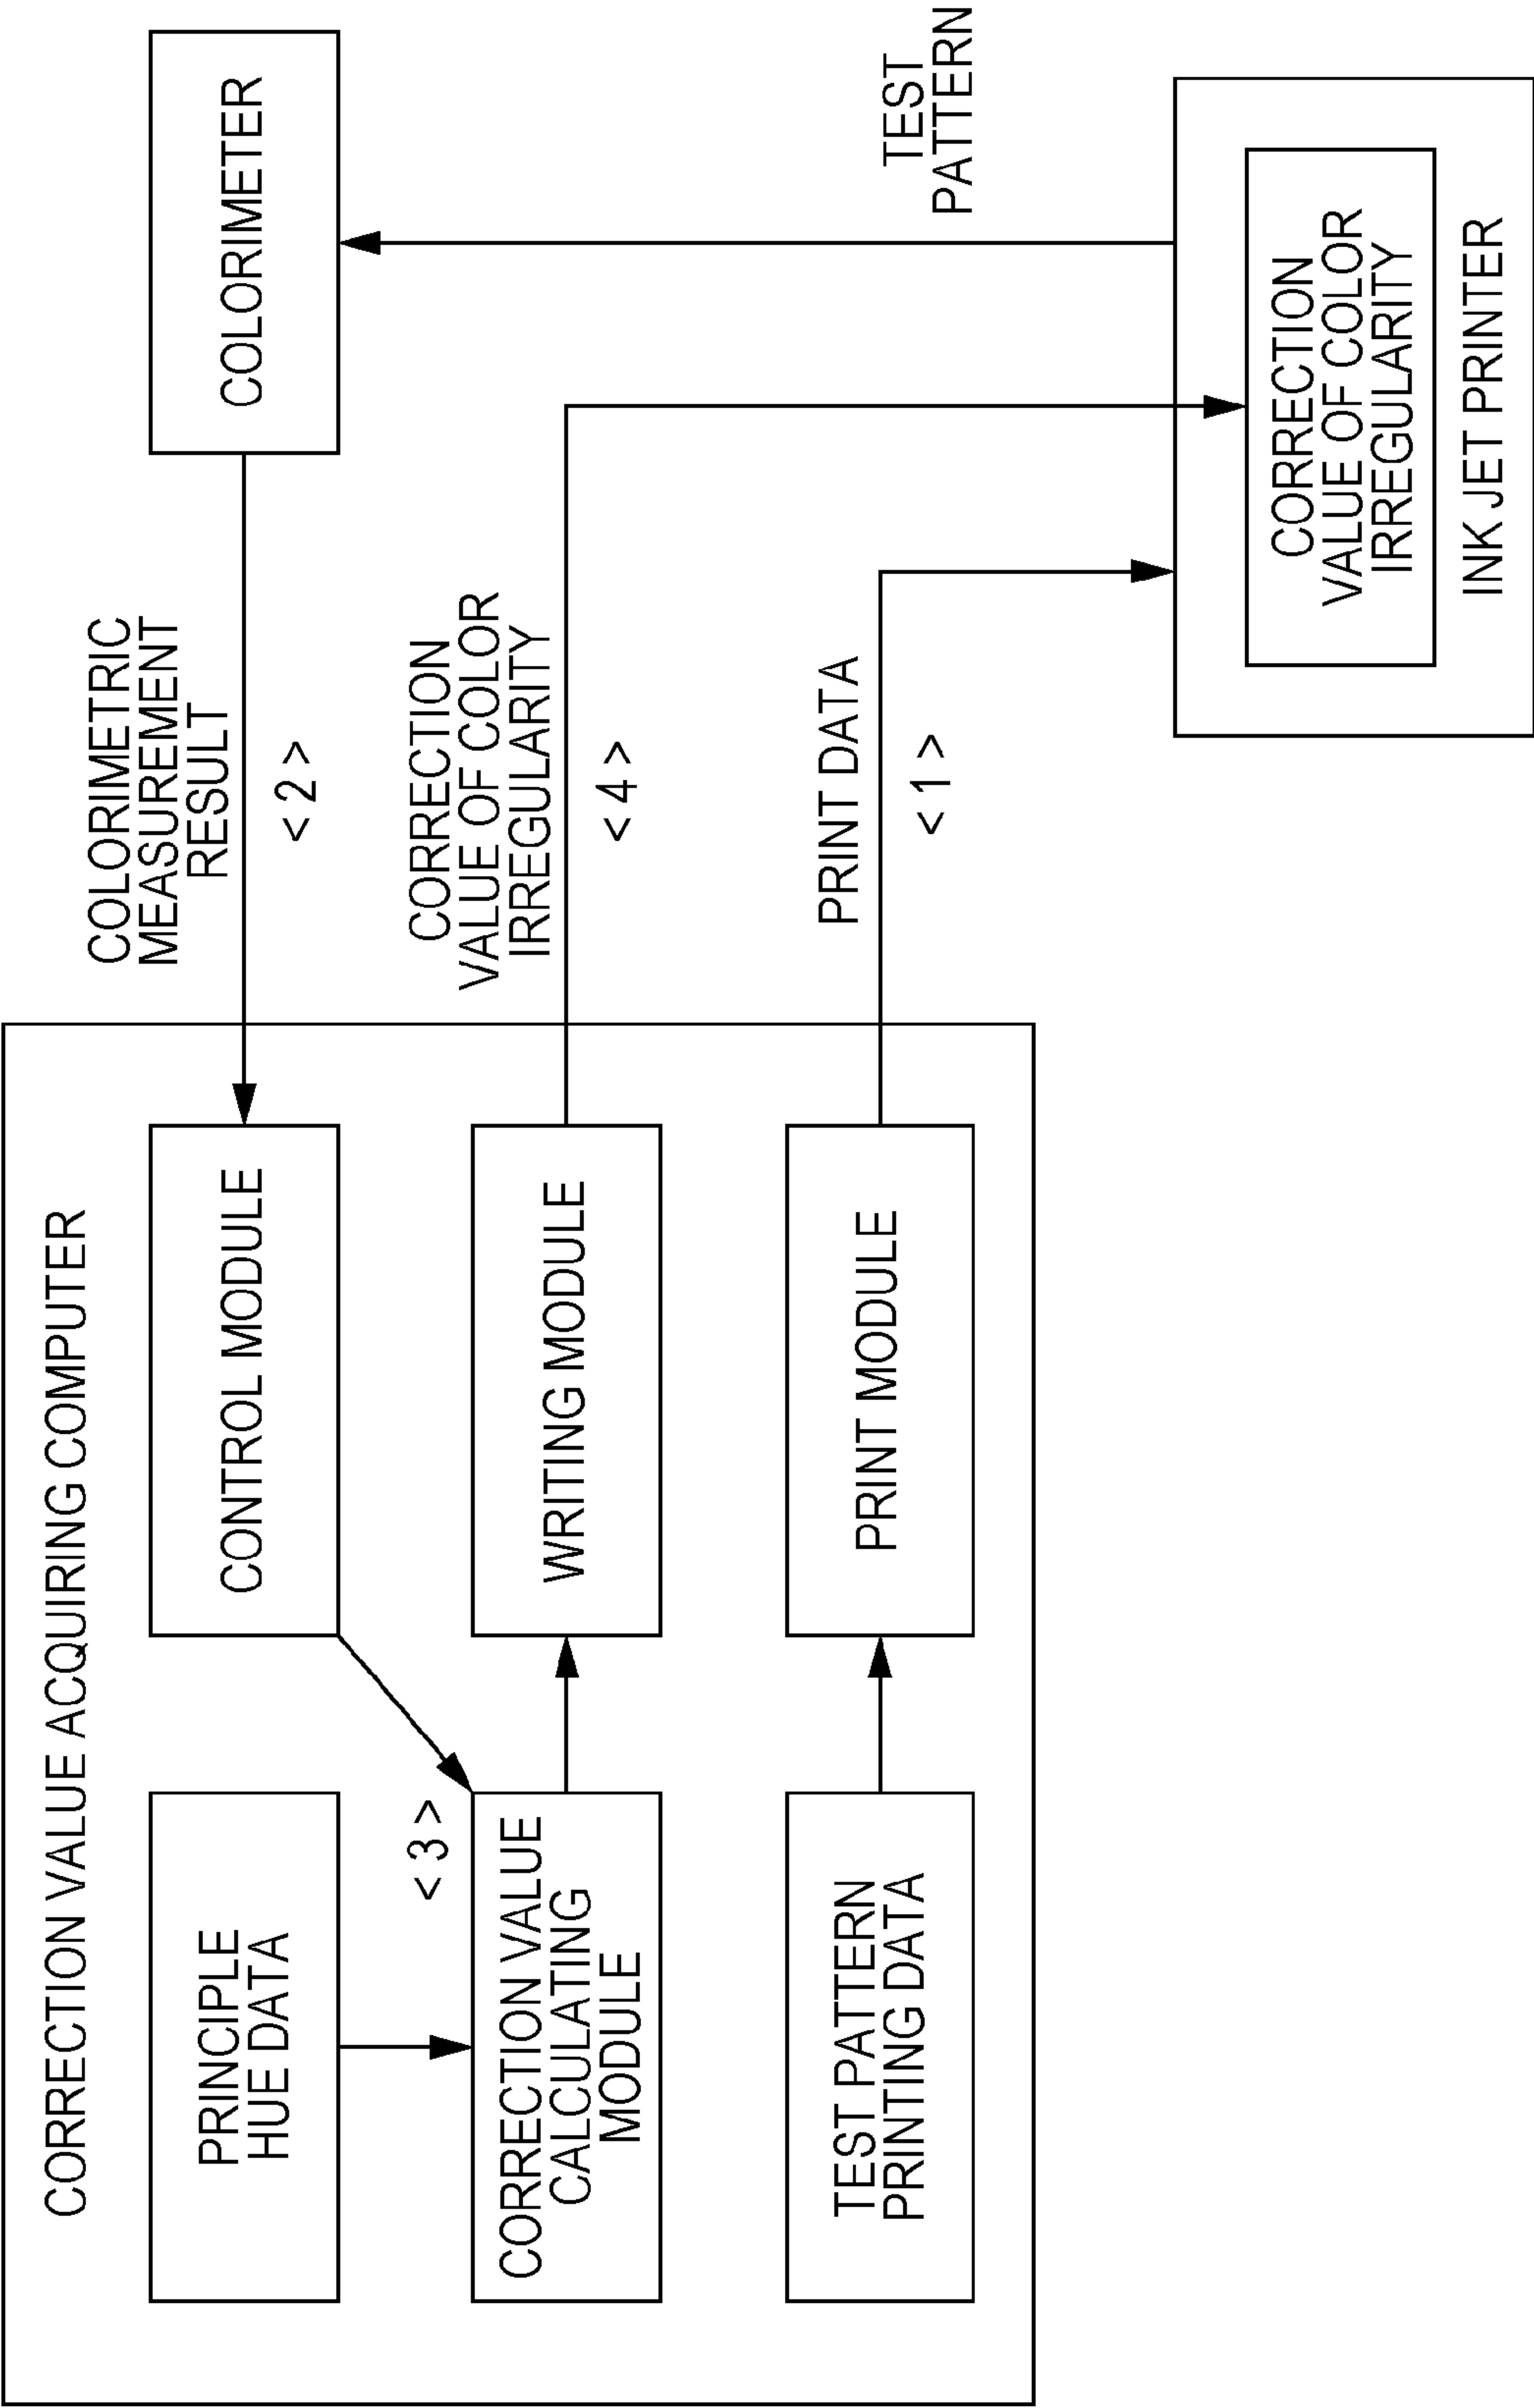 CORRECTION VALUE ACQUIRING COMPUTER
PRINCIPLE
HUE DATA
CONTROL MODULE
COLORIMETRIC
MEASUREMENT
RESULT
< 2 >
COLORIMETER
< 3 >
CORRECTION VALUE
CALCULATING
MODULE
WRITING MODULE
CORRECTION
VALUE OF COLOR
IRREGULARITY
< 4 >
TEST PATTERN
PRINTING DATA
PRINT MODULE
PRINT DATA
< 1 >
TEST
PATTERN
CORRECTION
VALUE OF COLOR
IRREGULARITY
INK JET PRINTER